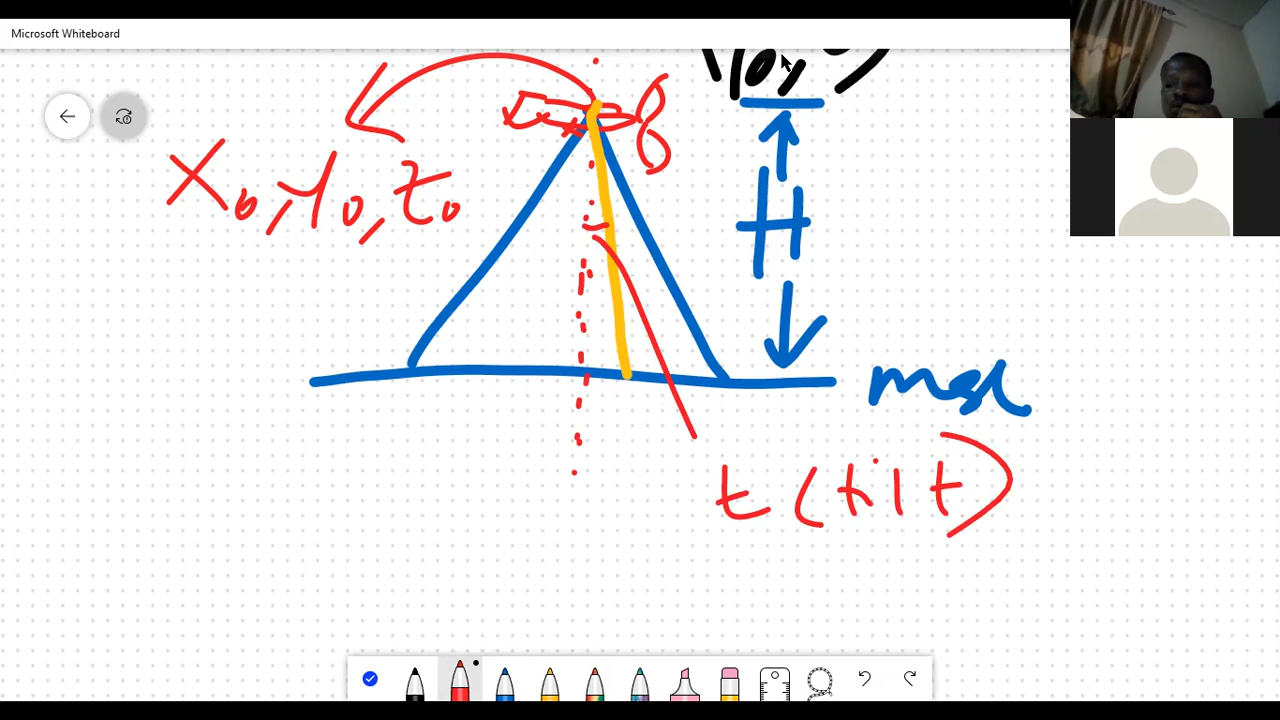 Microsoft Whiteboard
X₀, Y₀, Z₀
H
msl
t (tilt)